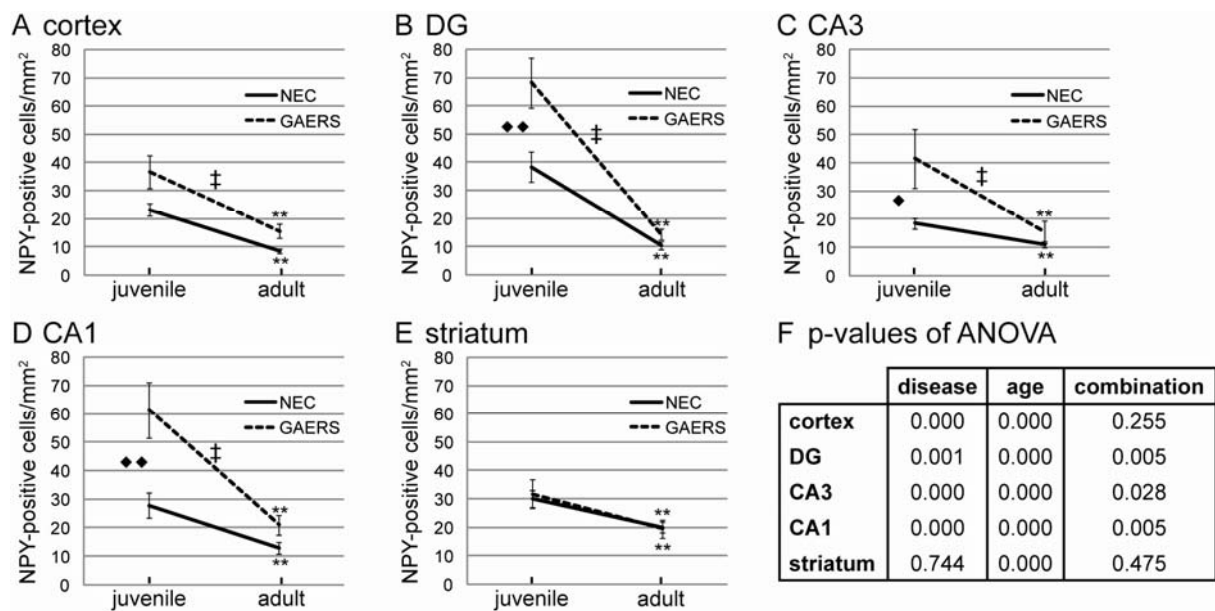 A cortex
NPY-positive cells/mm²
80
70
60
50
40
30
20
10
0
NEC
GAERS
‡
**
**
juvenile adult
B DG
NPY-positive cells/mm²
80
70
60
50
40
30
20
10
0
NEC
GAERS
◆◆
‡
**
**
juvenile adult
C CA3
NPY-positive cells/mm²
80
70
60
50
40
30
20
10
0
NEC
GAERS
◆
‡
**
**
juvenile adult
D CA1
NPY-positive cells/mm²
80
70
60
50
40
30
20
10
0
NEC
GAERS
◆◆
‡
**
**
juvenile adult
E striatum
NPY-positive cells/mm²
80
70
60
50
40
30
20
10
0
NEC
GAERS
**
**
juvenile adult
F p-values of ANOVA
disease age combination
cortex 0.000 0.000 0.255
DG 0.001 0.000 0.005
CA3 0.000 0.000 0.028
CA1 0.000 0.000 0.005
striatum 0.744 0.000 0.475